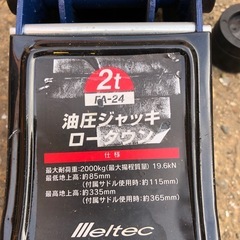 2t
FA-24
油圧ジャッキ
ローダウン
仕様
最大耐荷重:2000kg(最大揚程質量) 19.6kN
最低地上高:約85mm
(付属サドル使用時:約115mm)
最高地上高:約335mm
(付属サドル使用時:約365mm)
Meltec